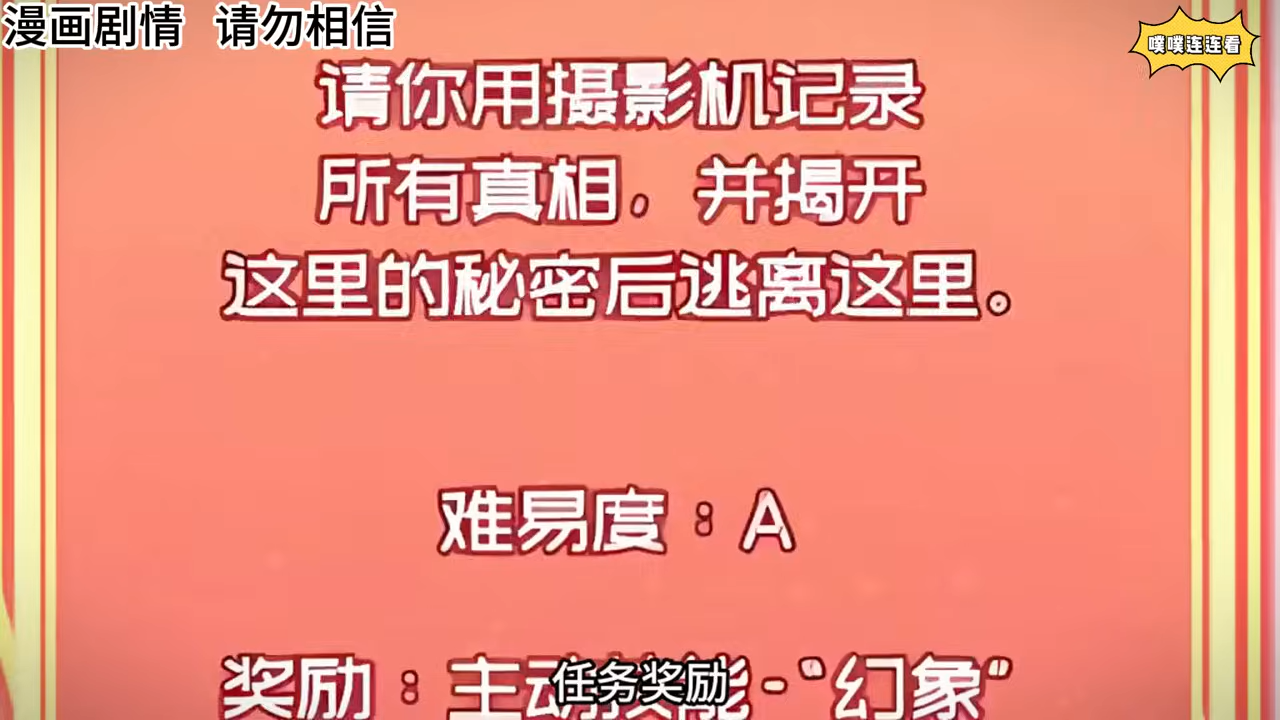 漫画剧情 请勿相信
噗噗连连看
请你用摄影机记录
所有真相。并揭开
这里的秘密后逃离这里。
难易度：A
奖励：主动技能-“幻象”
任务奖励